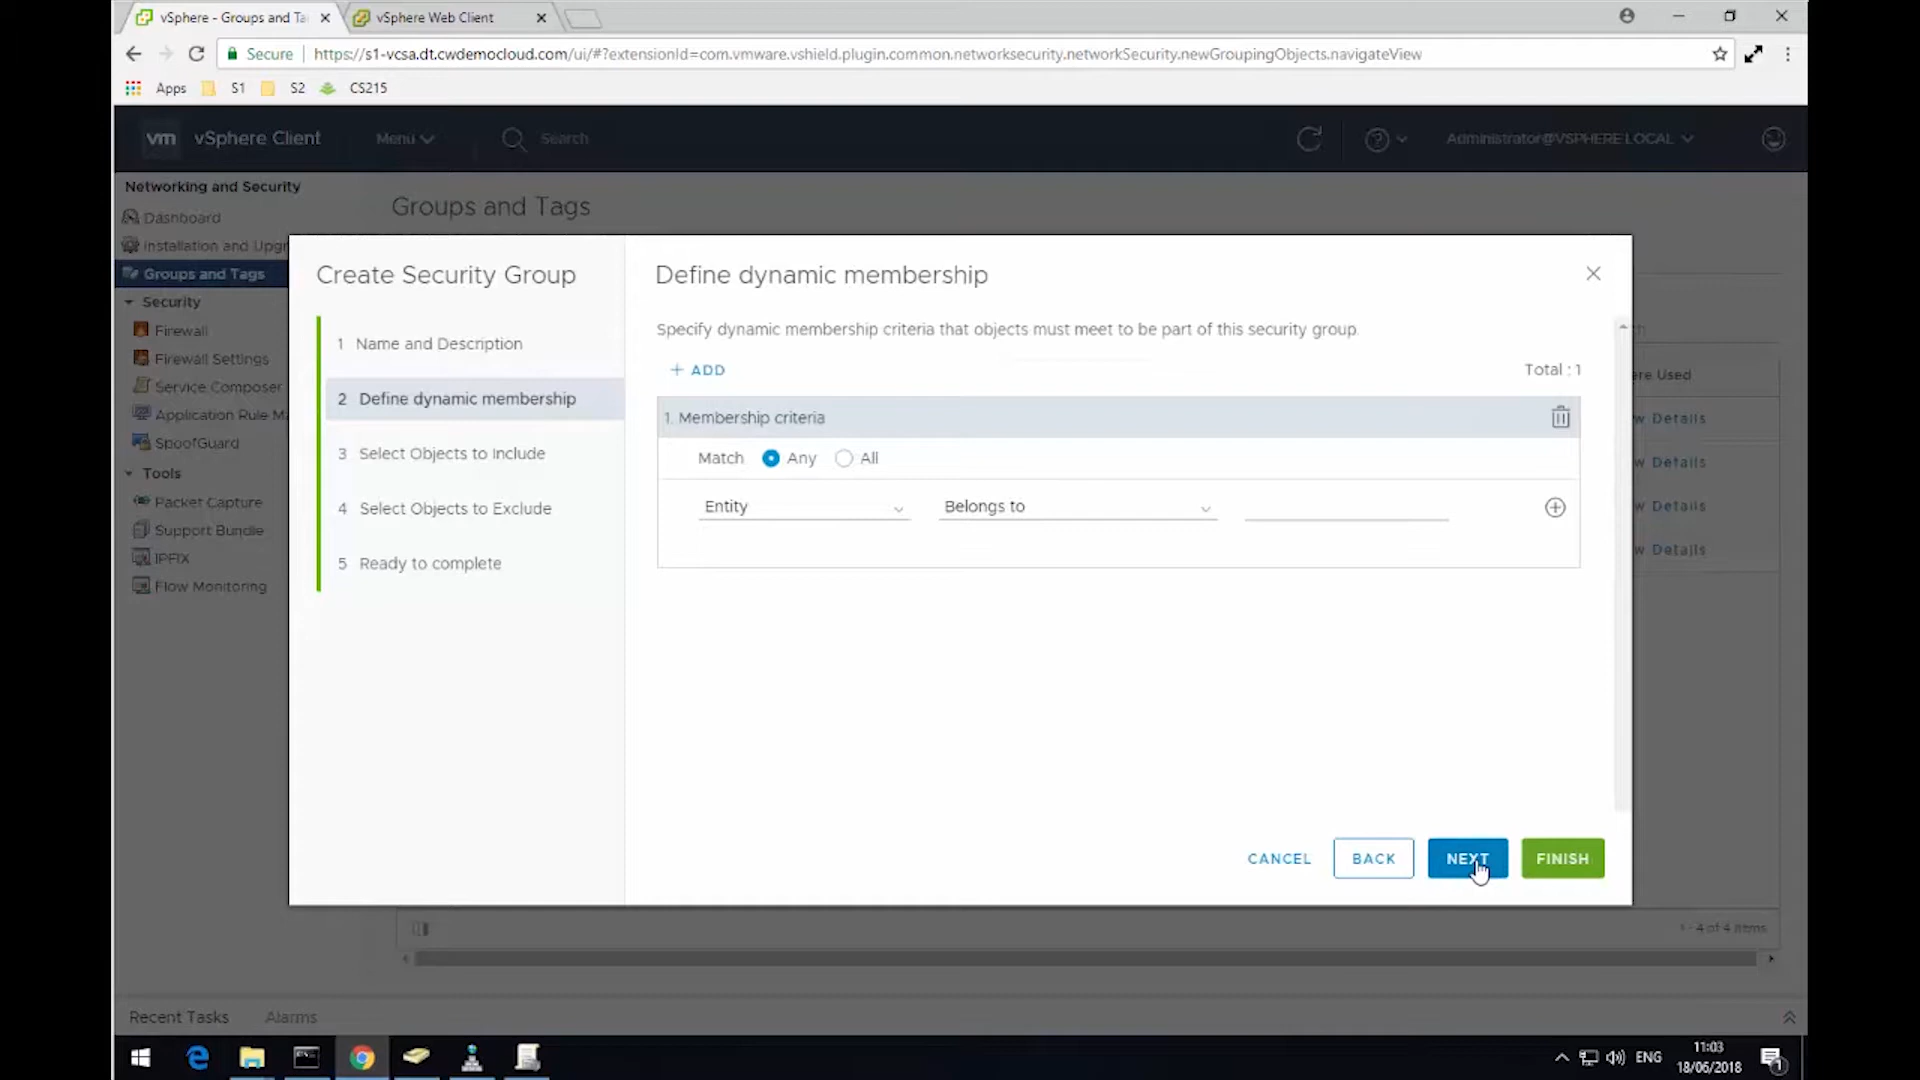 vSphere - Groups and Ta
vSphere Web Client
Secure
https://s1-vcsa.dt.cwdemocloud.com/ui/#?extensionId=com.vmware.vshield.plugin.common.networksecurity.networkSecurity.newGroupingObjects.navigateView
Apps
S1
S2
CS215
vm
vSphere Client
Menu
Search
Administrator@VSPHERE.LOCAL
Networking and Security
Dashboard
Installation and Upgr
Groups and Tags
Security
Firewall
Firewall Settings
Service Composer
Application Rule Ma
SpoofGuard
Tools
Packet Capture
Support Bundle
IPFIX
Flow Monitoring
Groups and Tags
Create Security Group
1 Name and Description
2 Define dynamic membership
3 Select Objects to Include
4 Select Objects to Exclude
5 Ready to complete
Define dynamic membership
Specify dynamic membership criteria that objects must meet to be part of this security group.
+ ADD
Total : 1
1. Membership criteria
Match Any All
Entity
Belongs to
CANCEL
BACK
NEXT
FINISH
ere Used
w Details
w Details
w Details
w Details
1 - 4 of 4 items
Recent Tasks
Alarms
ENG
11:03
18/06/2018
1